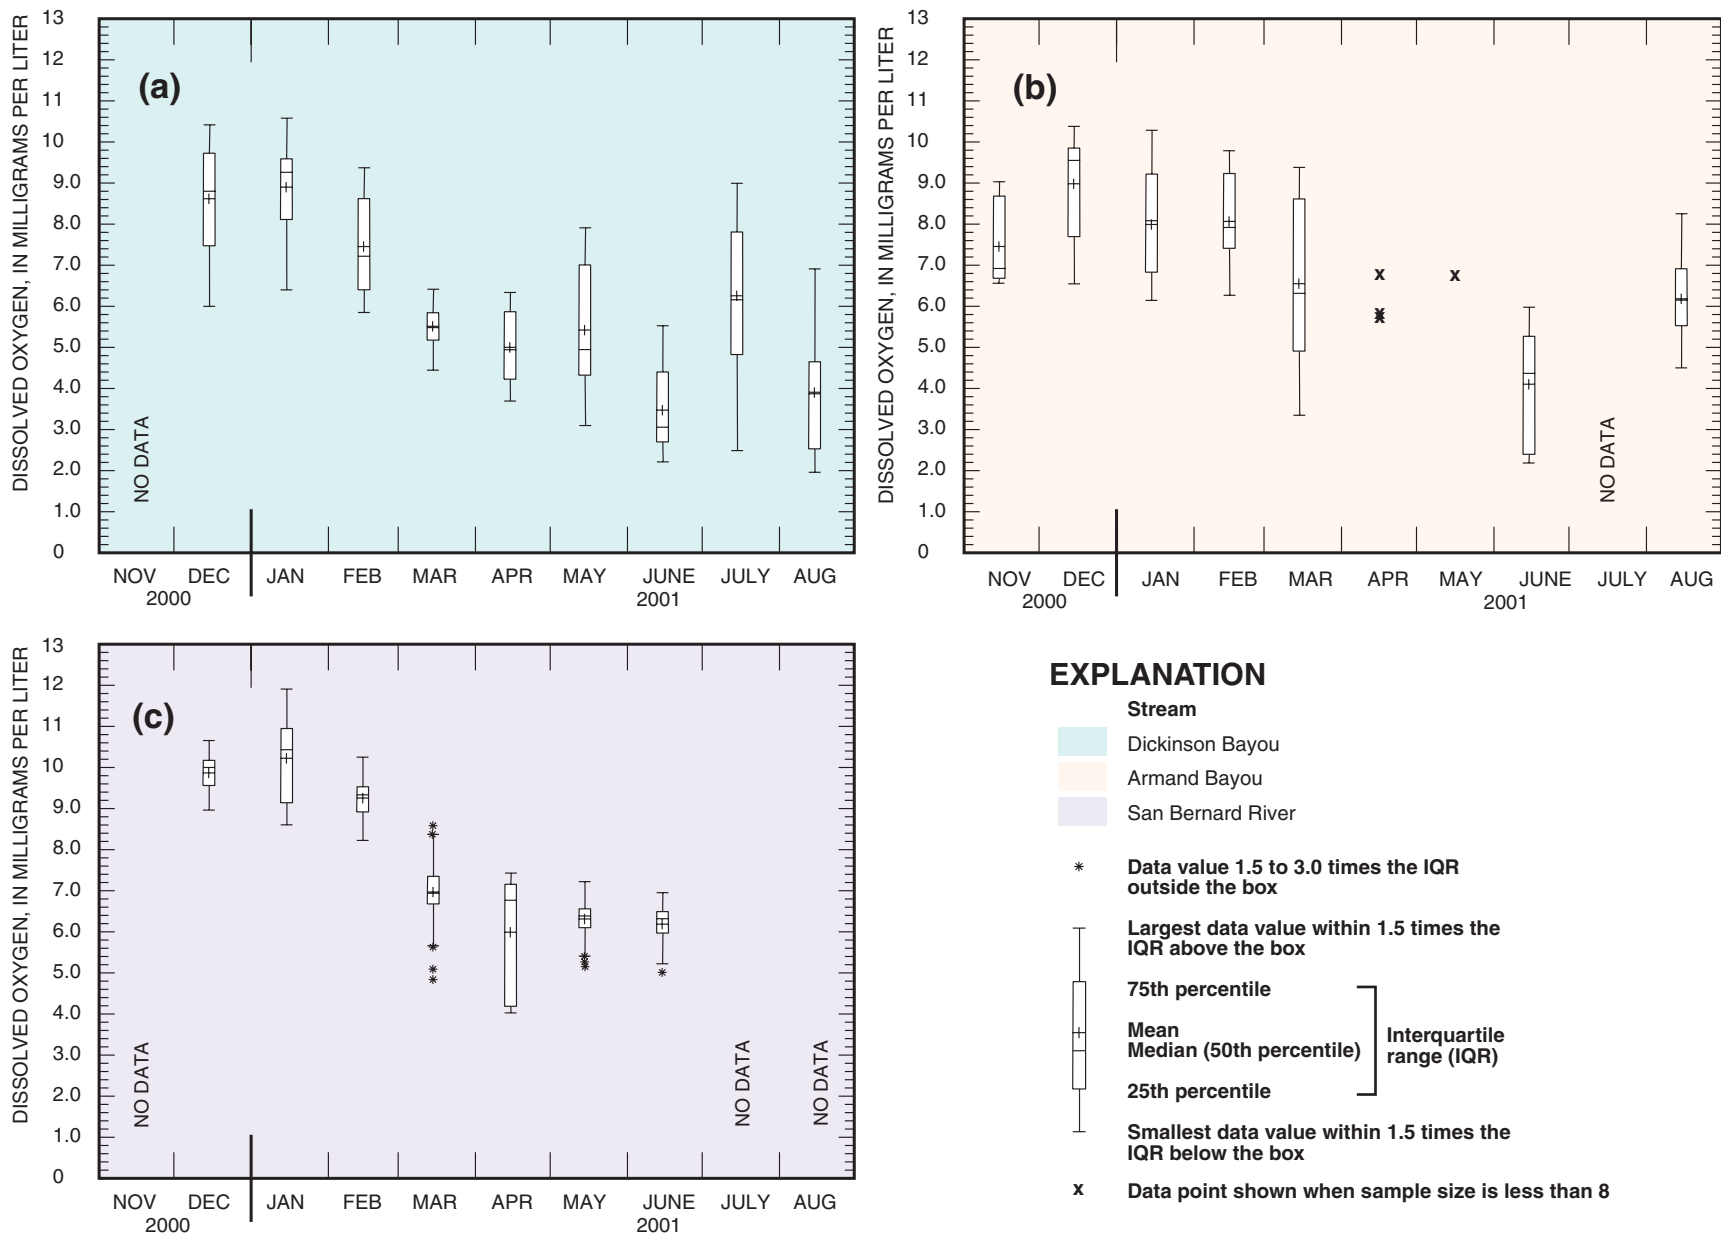 DISSOLVED OXYGEN, IN MILLIGRAMS PER LITER
13
12
11
10
9.0
8.0
7.0
6.0
5.0
4.0
3.0
2.0
1.0
0
(a)
NO DATA
NOV DEC JAN FEB MAR APR MAY JUNE JULY AUG
2000 2001
DISSOLVED OXYGEN, IN MILLIGRAMS PER LITER
13
12
11
10
9.0
8.0
7.0
6.0
5.0
4.0
3.0
2.0
1.0
0
(b)
x
x
x
x
NO DATA
NOV DEC JAN FEB MAR APR MAY JUNE JULY AUG
2000 2001
DISSOLVED OXYGEN, IN MILLIGRAMS PER LITER
13
12
11
10
9.0
8.0
7.0
6.0
5.0
4.0
3.0
2.0
1.0
0
(c)
NO DATA
NO DATA
NO DATA
NOV DEC JAN FEB MAR APR MAY JUNE JULY AUG
2000 2001
EXPLANATION
Stream
Dickinson Bayou
Armand Bayou
San Bernard River
* Data value 1.5 to 3.0 times the IQR
outside the box
Largest data value within 1.5 times the
IQR above the box
75th percentile
Mean
Median (50th percentile)
Interquartile
range (IQR)
25th percentile
Smallest data value within 1.5 times the
IQR below the box
x Data point shown when sample size is less than 8